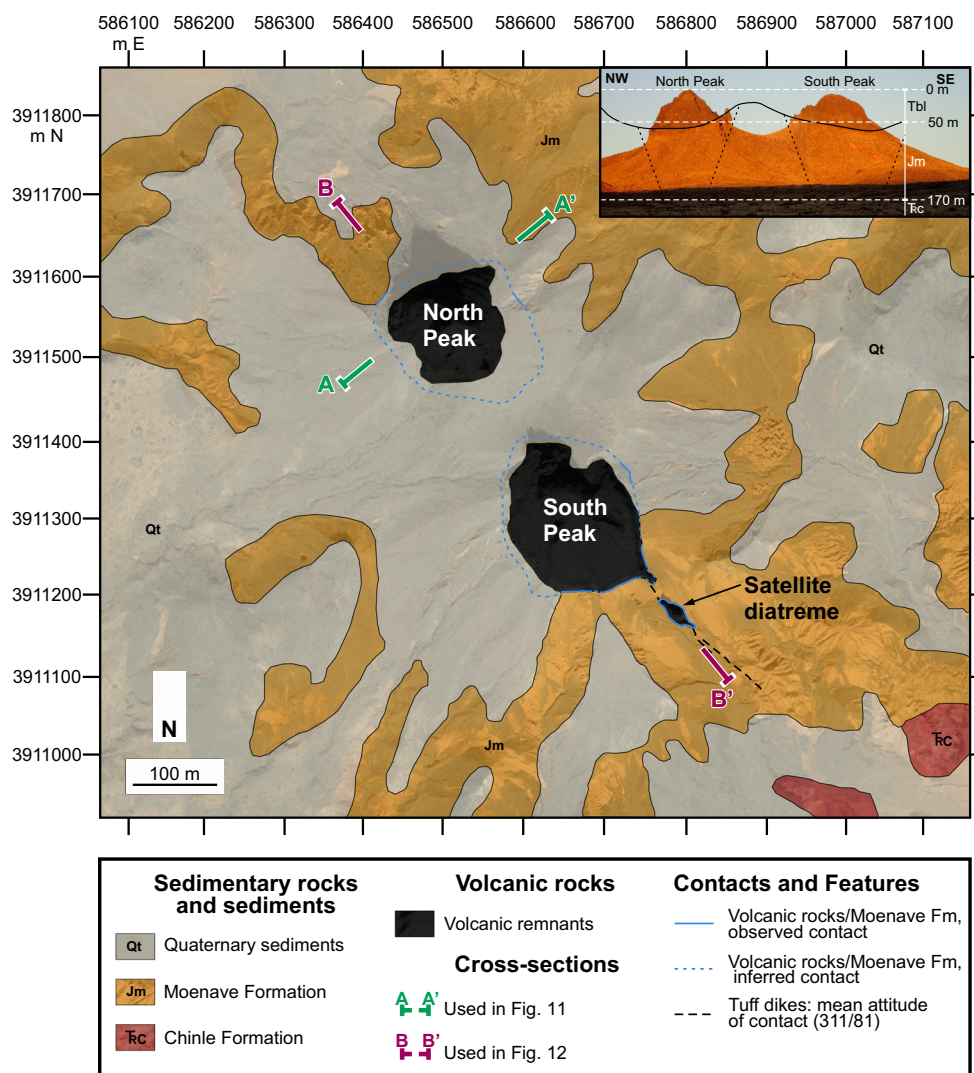 586100 586200 586300 586400 586500 586600 586700 586800 586900 587000 587100
m E
3911800
m N
3911700
3911600
3911500
3911400
3911300
3911200
3911100
3911000
NW North Peak South Peak SE
0 m
Tbl
50 m
Jm
170 m
TRC
Jm
B
A'
North
Peak
Qt
A
South
Peak
Qt
Satellite
diatreme
B'
N
Jm
TRC
100 m
Sedimentary rocks
and sediments
Qt Quaternary sediments
Jm Moenave Formation
TRC Chinle Formation
Volcanic rocks
Volcanic remnants
Cross-sections
A A' Used in Fig. 11
B B' Used in Fig. 12
Contacts and Features
Volcanic rocks/Moenave Fm,
observed contact
Volcanic rocks/Moenave Fm,
inferred contact
Tuff dikes: mean attitude
of contact (311/81)